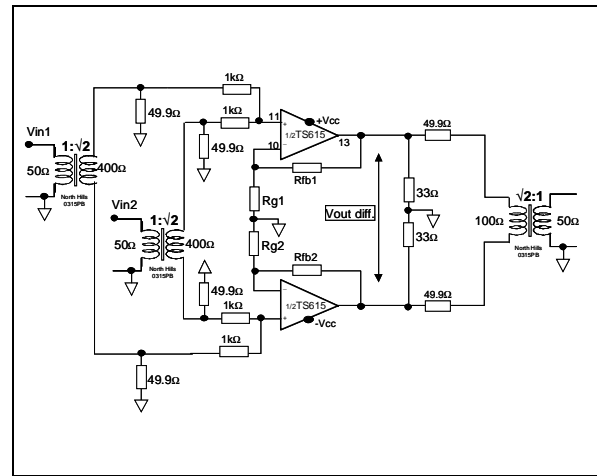 1kΩ
49.9Ω
1kΩ
11
+Vcc
Vin1
1:√2
49.9Ω
+
1/2TS615
13
49.9Ω
10
−
50Ω
400Ω
Rfb1
North Hills
0315PB
Vin2
1:√2
Rg1
33Ω
Vout diff.
√2:1
50Ω
400Ω
Rg2
33Ω
100Ω
50Ω
North Hills
0315PB
Rfb2
North Hills
0315PB
49.9Ω
1kΩ
−
1/2TS615
49.9Ω
+
-Vcc
1kΩ
49.9Ω